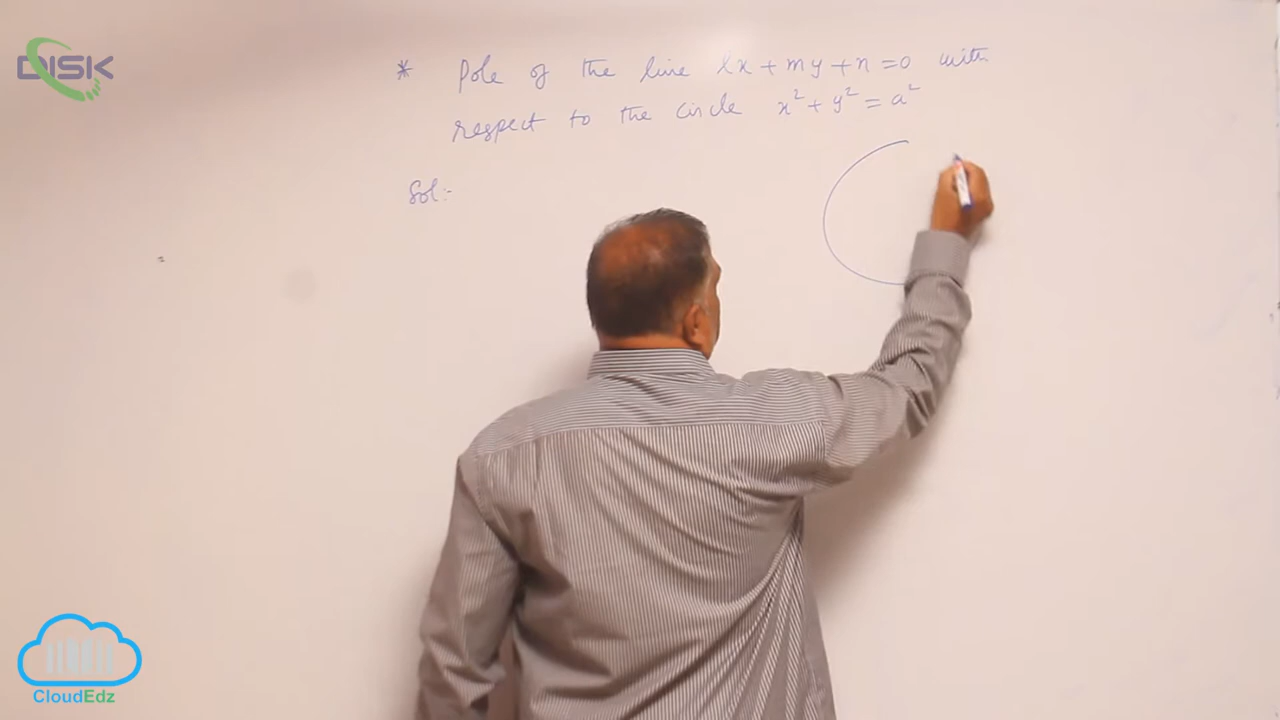 DISK
* Pole of the line lx + my + n = 0 with
respect to the circle x² + y² = a²
Sol:-
CloudEdz